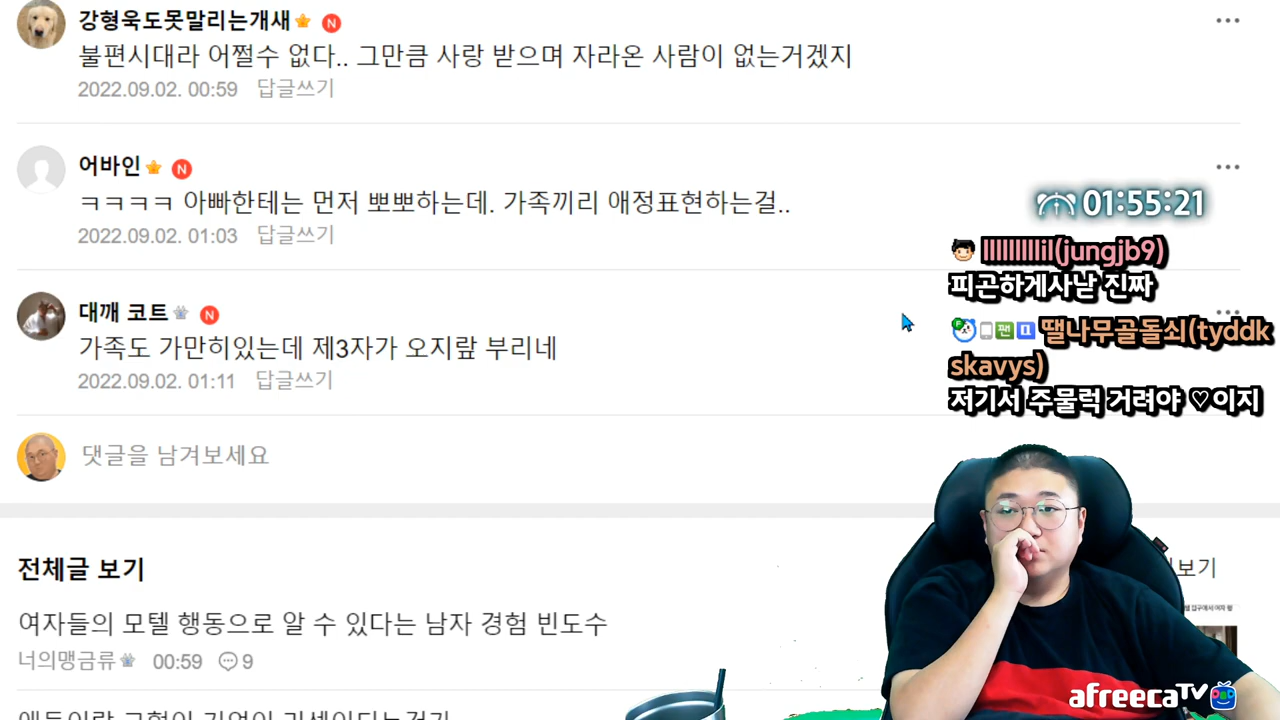 강형욱도못말리는개새 N
불편시대라 어쩔수 없다.. 그만큼 사랑 받으며 자라온 사람이 없는거겠지
2022.09.02. 00:59 답글쓰기
어바인 N
ㅋㅋㅋㅋ 아빠한테는 먼저 뽀뽀하는데. 가족끼리 애정표현하는걸..
2022.09.02. 01:03 답글쓰기
01:55:21
llllllllllil(jungjb9)
피곤하게사낟 진짜
대깨 코트 N
가족도 가만히있는데 제3자가 오지랖 부리네
2022.09.02. 01:11 답글쓰기
팬
땔나무골돌쇠(tyddk
skavys)
저기서 주물럭 거려야 ♡이지
댓글을 남겨보세요
전체글 보기
보기
여자들의 모텔 행동으로 알 수 있다는 남자 경험 빈도수
너의맹금류 00:59 9
afreecaTV